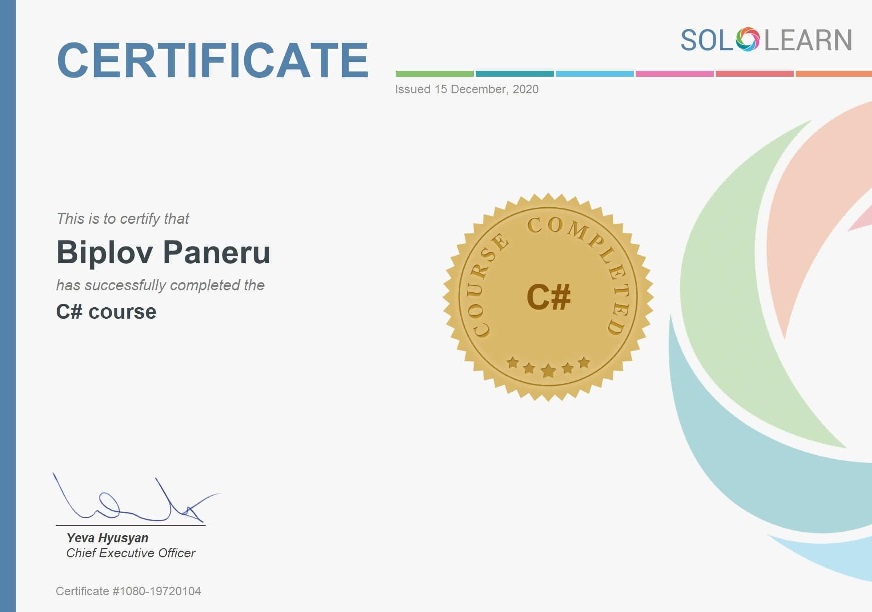 CERTIFICATE
SOLOLEARN
Issued 15 December, 2020
This is to certify that
Biplov Paneru
has successfully completed the
C# course
COURSE COMPLETED
C#
Yeva Hyusyan
Chief Executive Officer
Certificate #1080-19720104